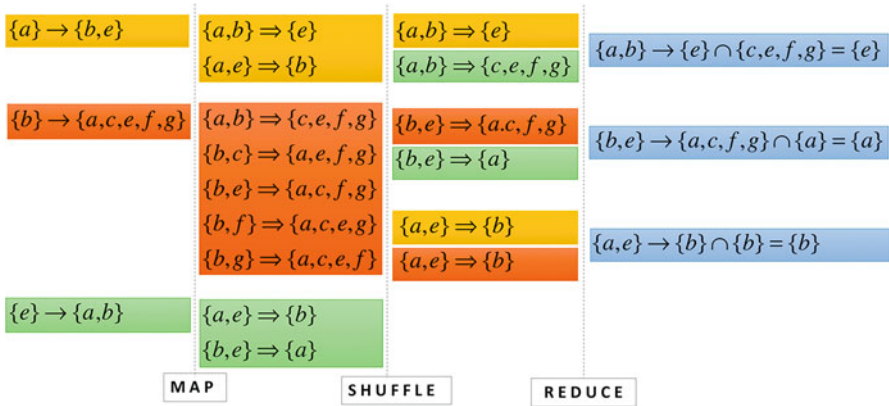 {a} → {b,e}
{b} → {a,c,e,f,g}
{e} → {a,b}
{a,b} ⇒ {e}
{a,e} ⇒ {b}
{a,b} ⇒ {c,e,f,g}
{b,c} ⇒ {a,e,f,g}
{b,e} ⇒ {a,c,f,g}
{b,f} ⇒ {a,c,e,g}
{b,g} ⇒ {a,c,e,f}
{a,e} ⇒ {b}
{b,e} ⇒ {a}
{a,b} ⇒ {e}
{a,b} ⇒ {c,e,f,g}
{b,e} ⇒ {a.c,f,g}
{b,e} ⇒ {a}
{a,e} ⇒ {b}
{a,e} ⇒ {b}
{a,b} → {e} ∩ {c,e,f,g} = {e}
{b,e} → {a,c,f,g} ∩ {a} = {a}
{a,e} → {b} ∩ {b} = {b}
MAP
SHUFFLE
REDUCE